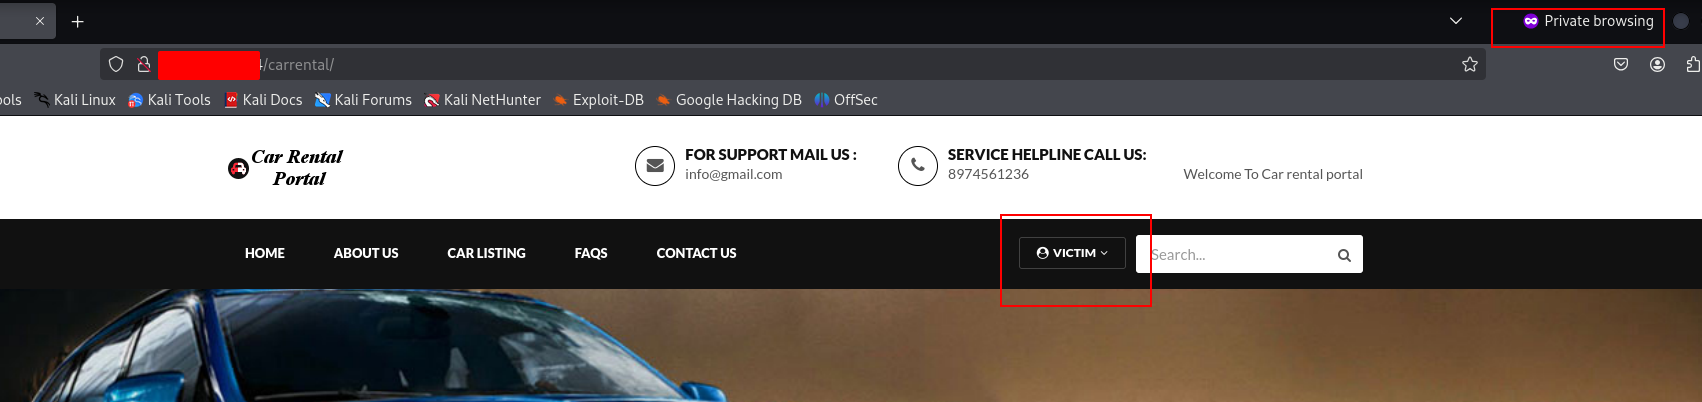 +
Private browsing
4/carrental/
ools Kali Linux Kali Tools Kali Docs Kali Forums Kali NetHunter Exploit-DB Google Hacking DB OffSec
Car Rental
Portal
FOR SUPPORT MAIL US :
info@gmail.com
SERVICE HELPLINE CALL US:
8974561236
Welcome To Car rental portal
HOME ABOUT US CAR LISTING FAQS CONTACT US VICTIM Search...